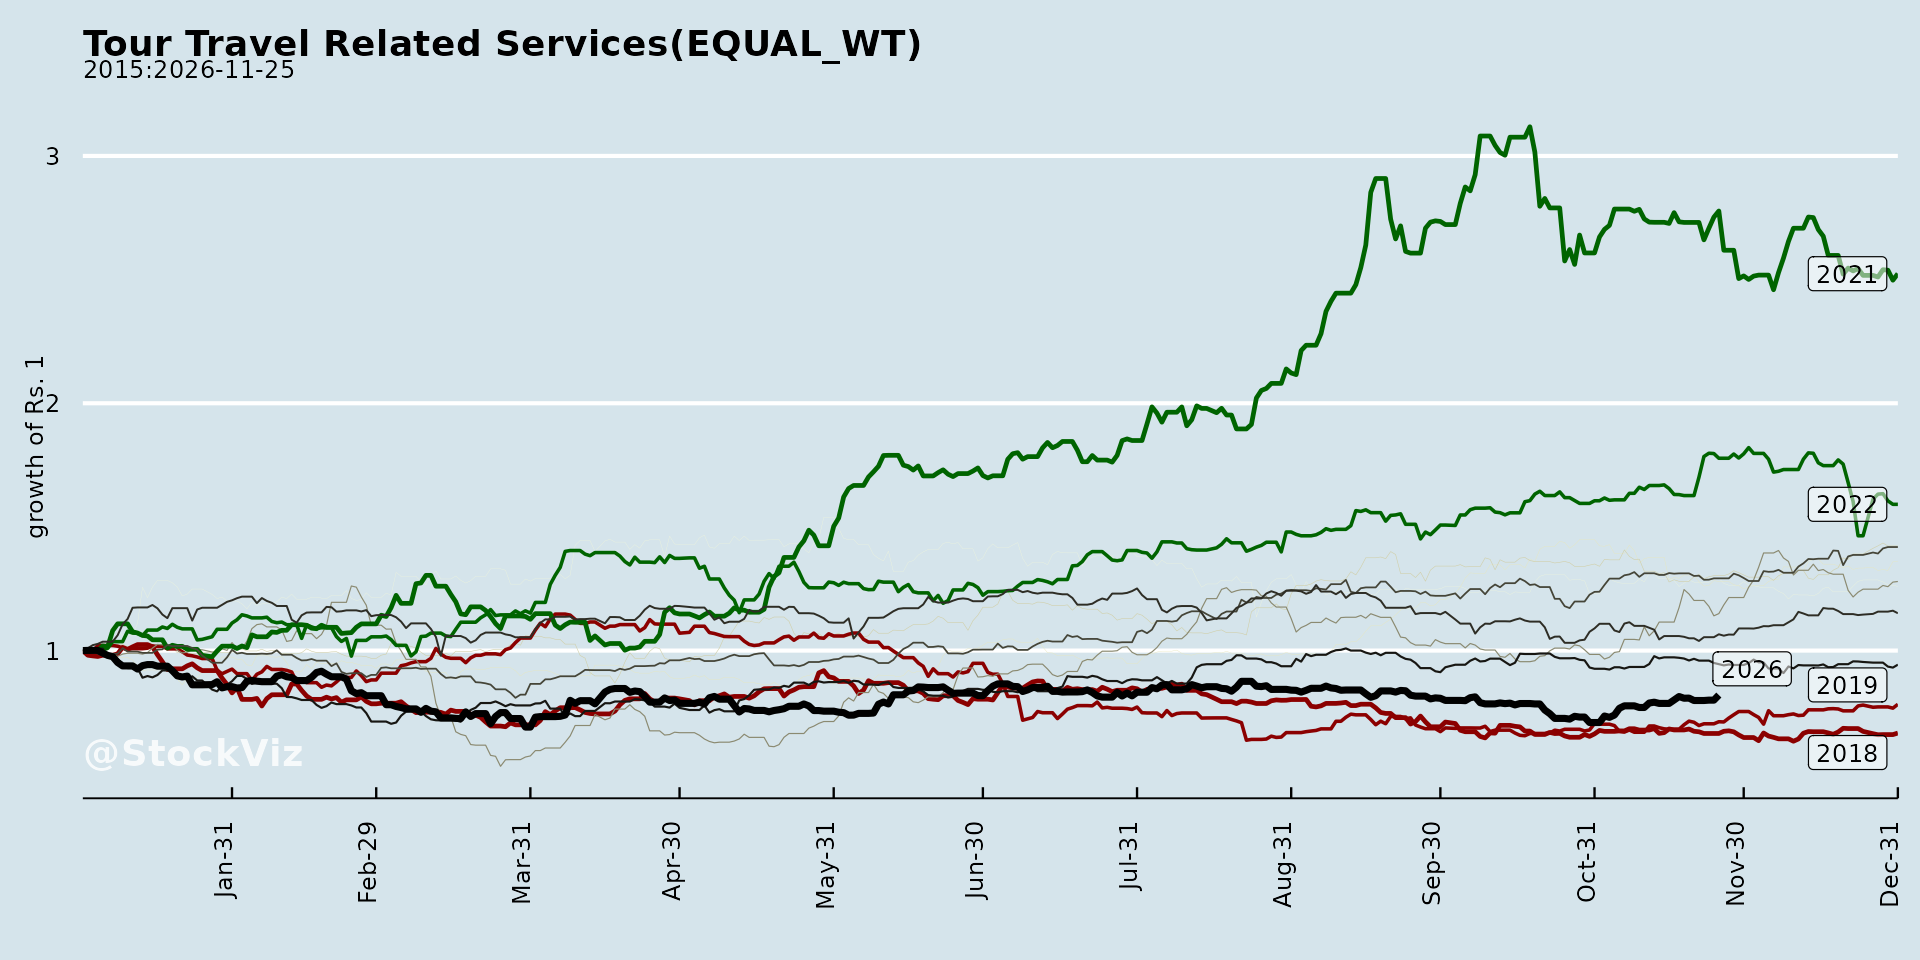 Tour Travel Related Services(EQUAL_WT)
2015:2026-11-25
growth of Rs. 1
3
2
1
2021
2022
2026
2019
2018
@StockViz
Jan-31
Feb-29
Mar-31
Apr-30
May-31
Jun-30
Jul-31
Aug-31
Sep-30
Oct-31
Nov-30
Dec-31